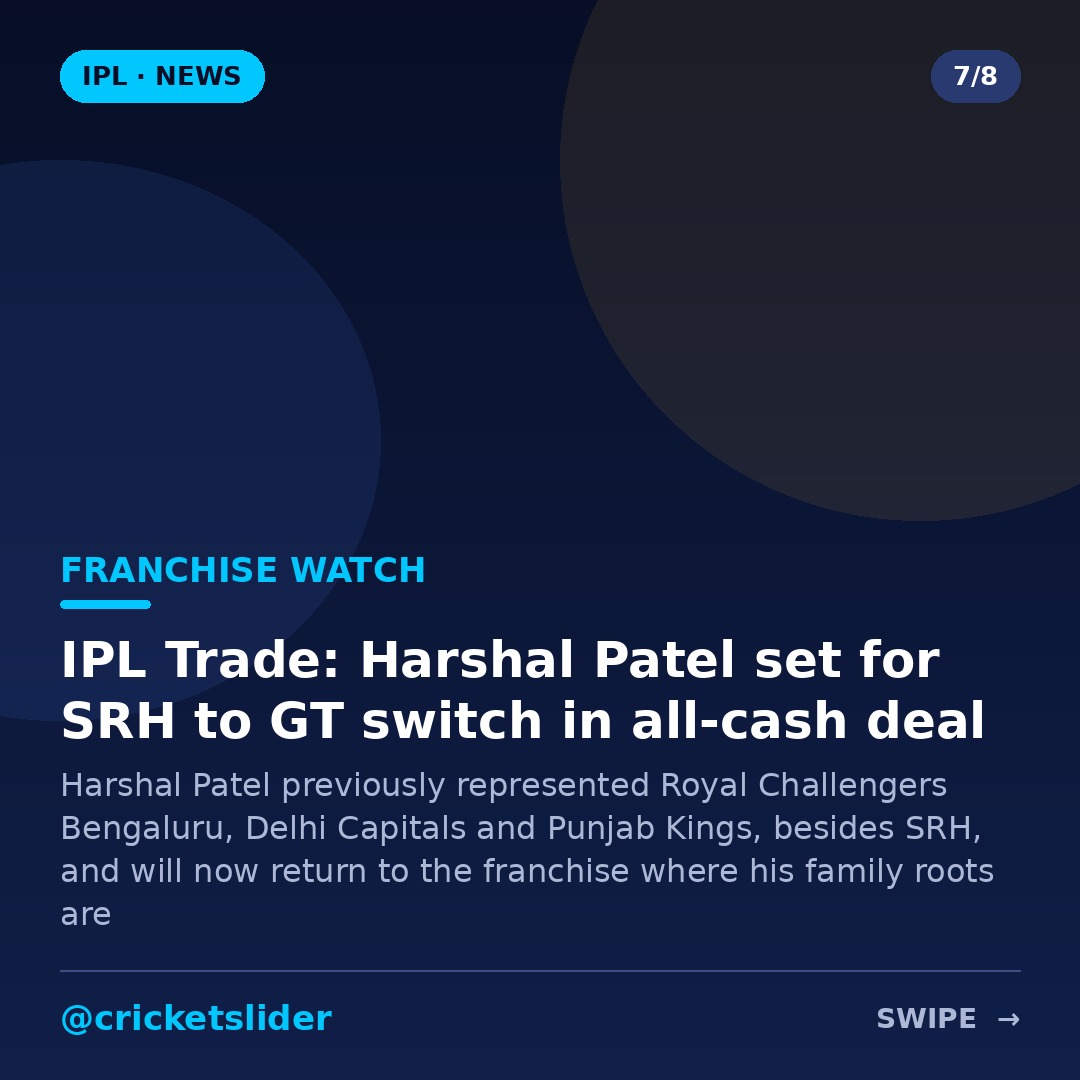 IPL · NEWS
7/8
FRANCHISE WATCH
IPL Trade: Harshal Patel set for
SRH to GT switch in all-cash deal
Harshal Patel previously represented Royal Challengers
Bengaluru, Delhi Capitals and Punjab Kings, besides SRH,
and will now return to the franchise where his family roots
are
@cricketslider
SWIPE →